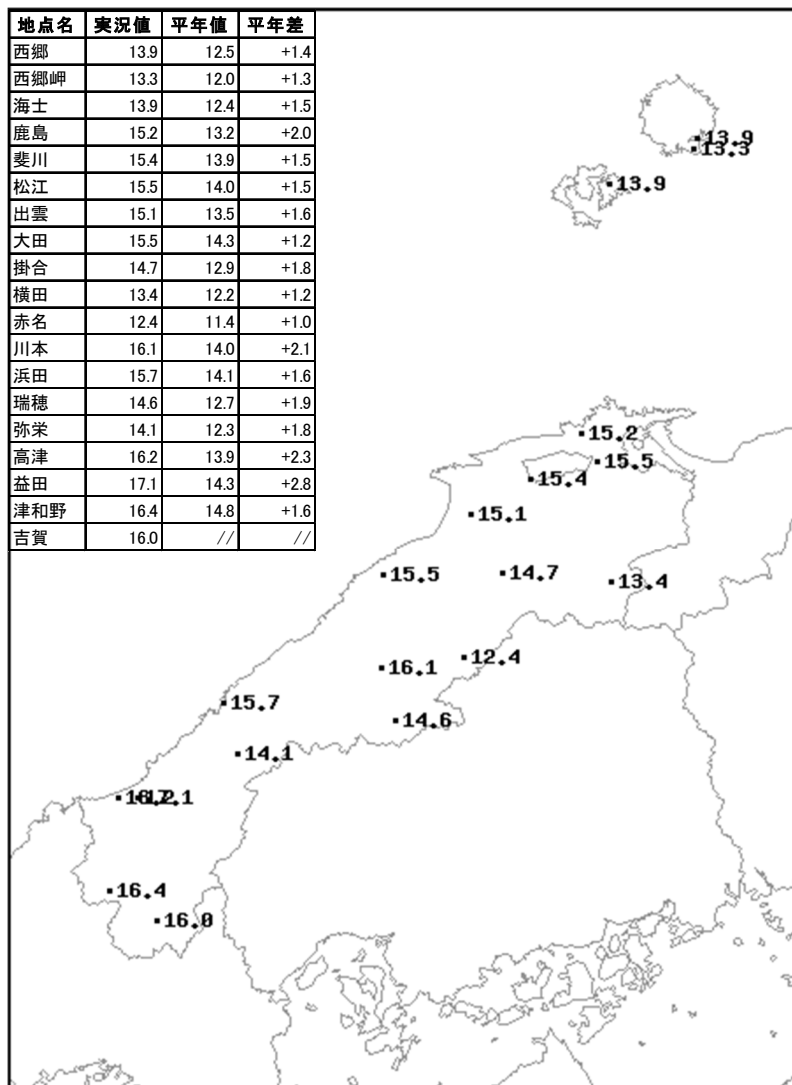 地点名 実況値 平年値 平年差
西郷 13.9 12.5 +1.4
西郷岬 13.3 12.0 +1.3
海士 13.9 12.4 +1.5
鹿島 15.2 13.2 +2.0
斐川 15.4 13.9 +1.5
松江 15.5 14.0 +1.5
出雲 15.1 13.5 +1.6
大田 15.5 14.3 +1.2
掛合 14.7 12.9 +1.8
横田 13.4 12.2 +1.2
赤名 12.4 11.4 +1.0
川本 16.1 14.0 +2.1
浜田 15.7 14.1 +1.6
瑞穂 14.6 12.7 +1.9
弥栄 14.1 12.3 +1.8
高津 16.2 13.9 +2.3
益田 17.1 14.3 +2.8
津和野 16.4 14.8 +1.6
吉賀 16.0 // //
13.9
13.3
13.9
15.2
15.5
15.4
15.1
15.5
14.7
13.4
12.4
16.1
15.7
14.6
14.1
16.2
17.1
16.4
16.0